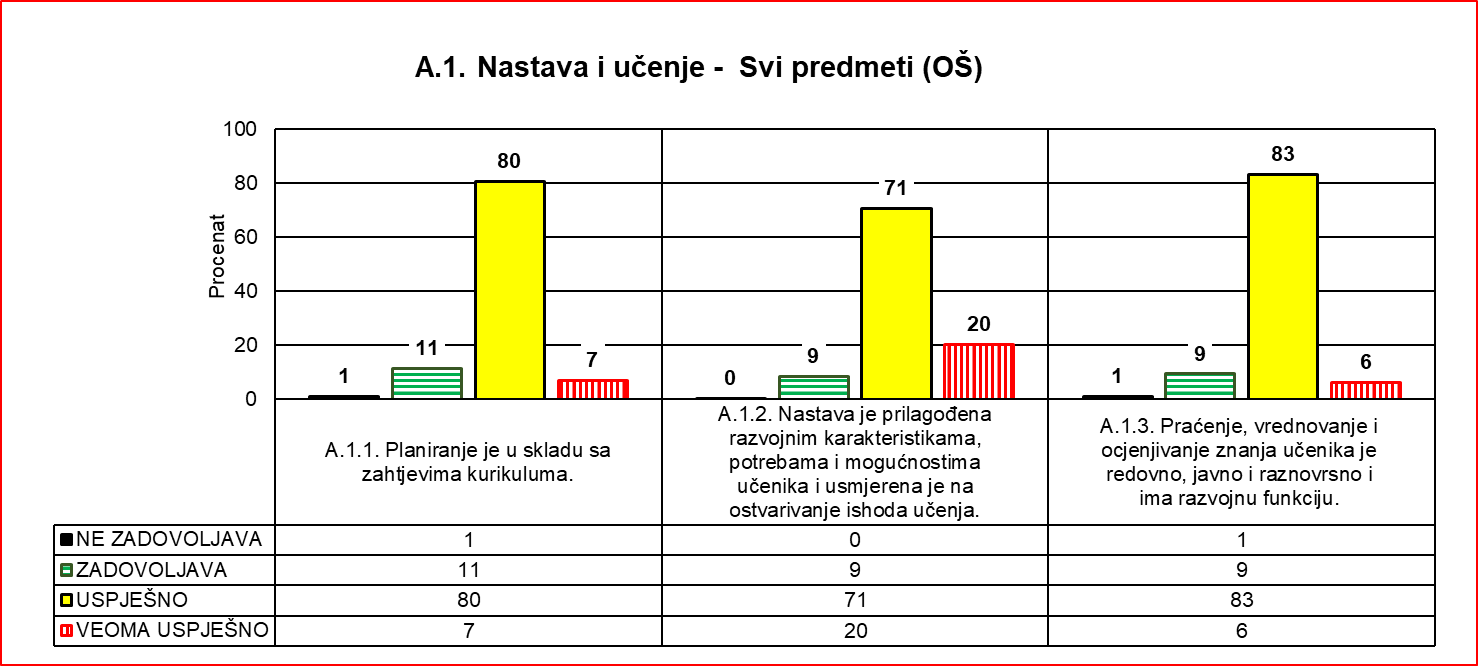 A.1. Nastava i učenje - Svi predmeti (OŠ)
Procenat
100
80
60
40
20
0
1
11
80
7
0
9
71
20
1
9
83
6
A.1.1. Planiranje je u skladu sa
zahtjevima kurikuluma.
A.1.2. Nastava je prilagođena
razvojnim karakteristikama,
potrebama i mogućnostima
učenika i usmjerena je na
ostvarivanje ishoda učenja.
A.1.3. Praćenje, vrednovanje i
ocjenjivanje znanja učenika je
redovno, javno i raznovrsno i
ima razvojnu funkciju.
NE ZADOVOLJAVA 1 0 1
ZADOVOLJAVA 11 9 9
USPJEŠNO 80 71 83
VEOMA USPJEŠNO 7 20 6